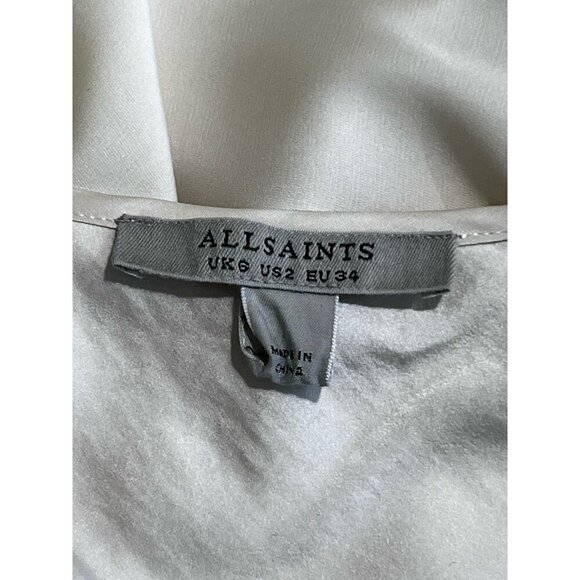 ALLSAINTS
UK6 US2 EU34
MADE IN
CHINA